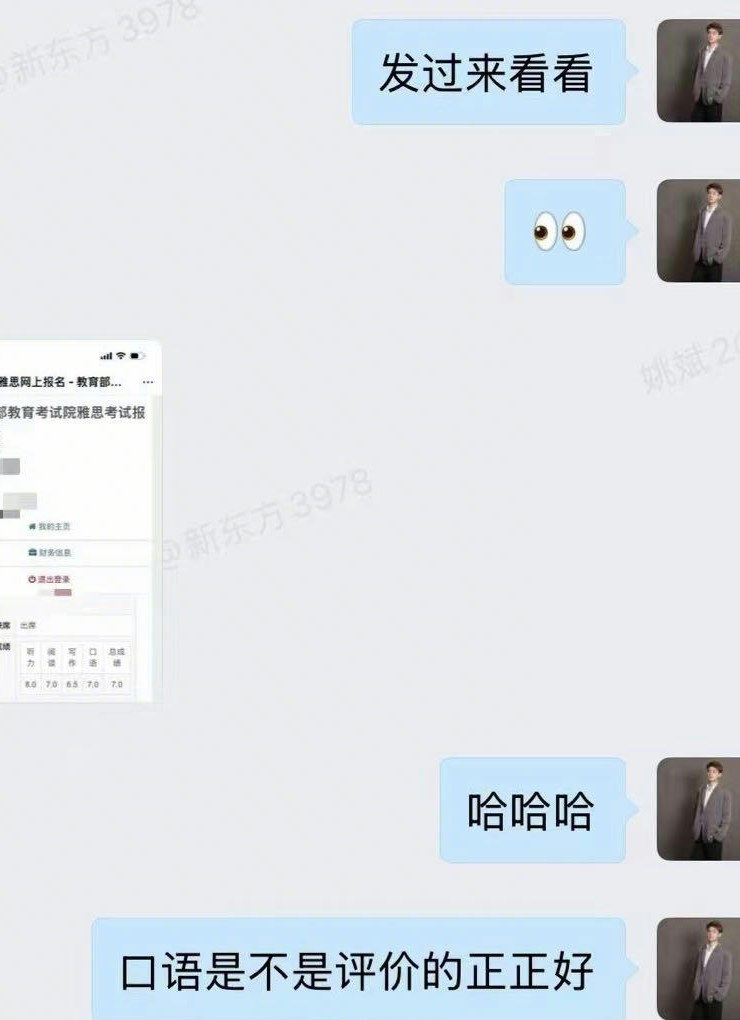 @新东方 3978
发过来看看
👀
姚斌 20
雅思网上报名 - 教育部... ···
部教育考试院雅思考试报
@新东方 3978
我的主页
财务信息
退出登录
席 出席
绩 听力 阅读 写作 口语 总成绩
8.0 7.0 6.5 7.0 7.0
哈哈哈
口语是不是评价的正正好